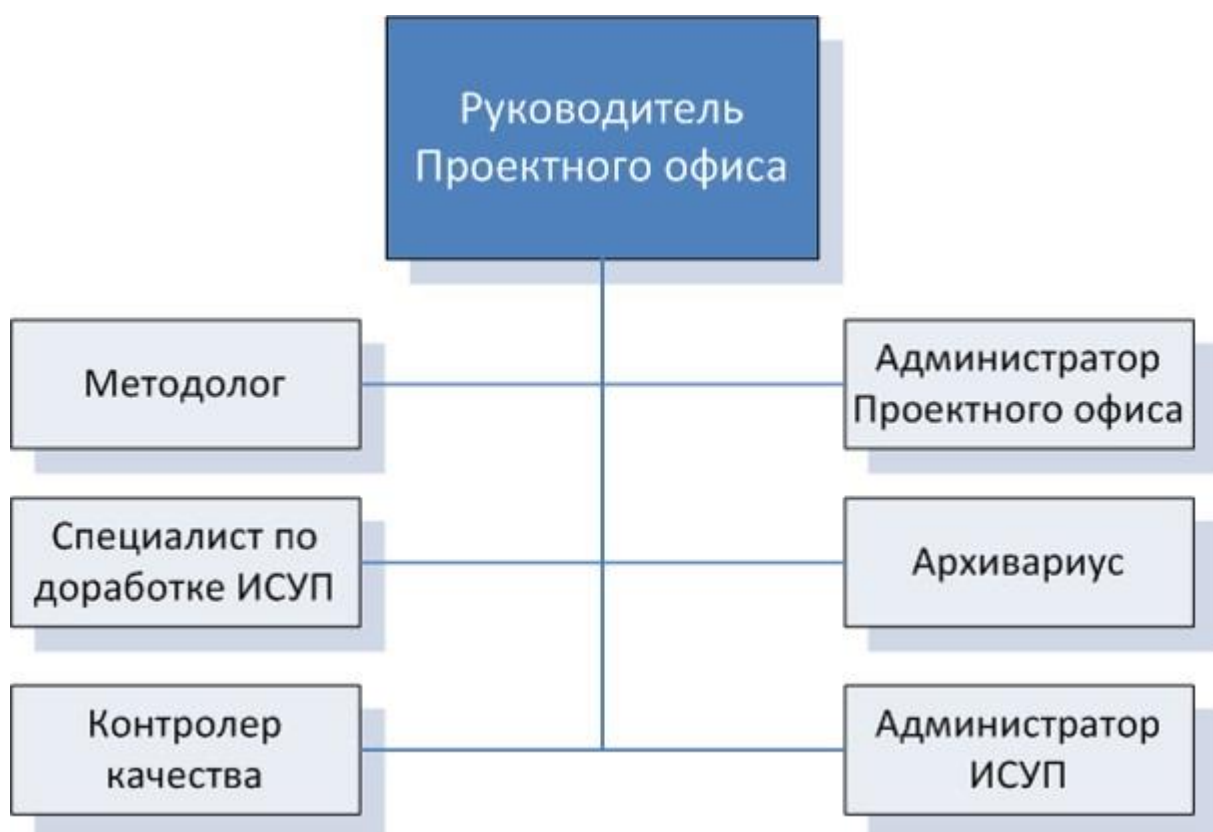 Руководитель
Проектного офиса
Методолог
Администратор
Проектного офиса
Специалист по
доработке ИСУП
Архивариус
Контролер
качества
Администратор
ИСУП